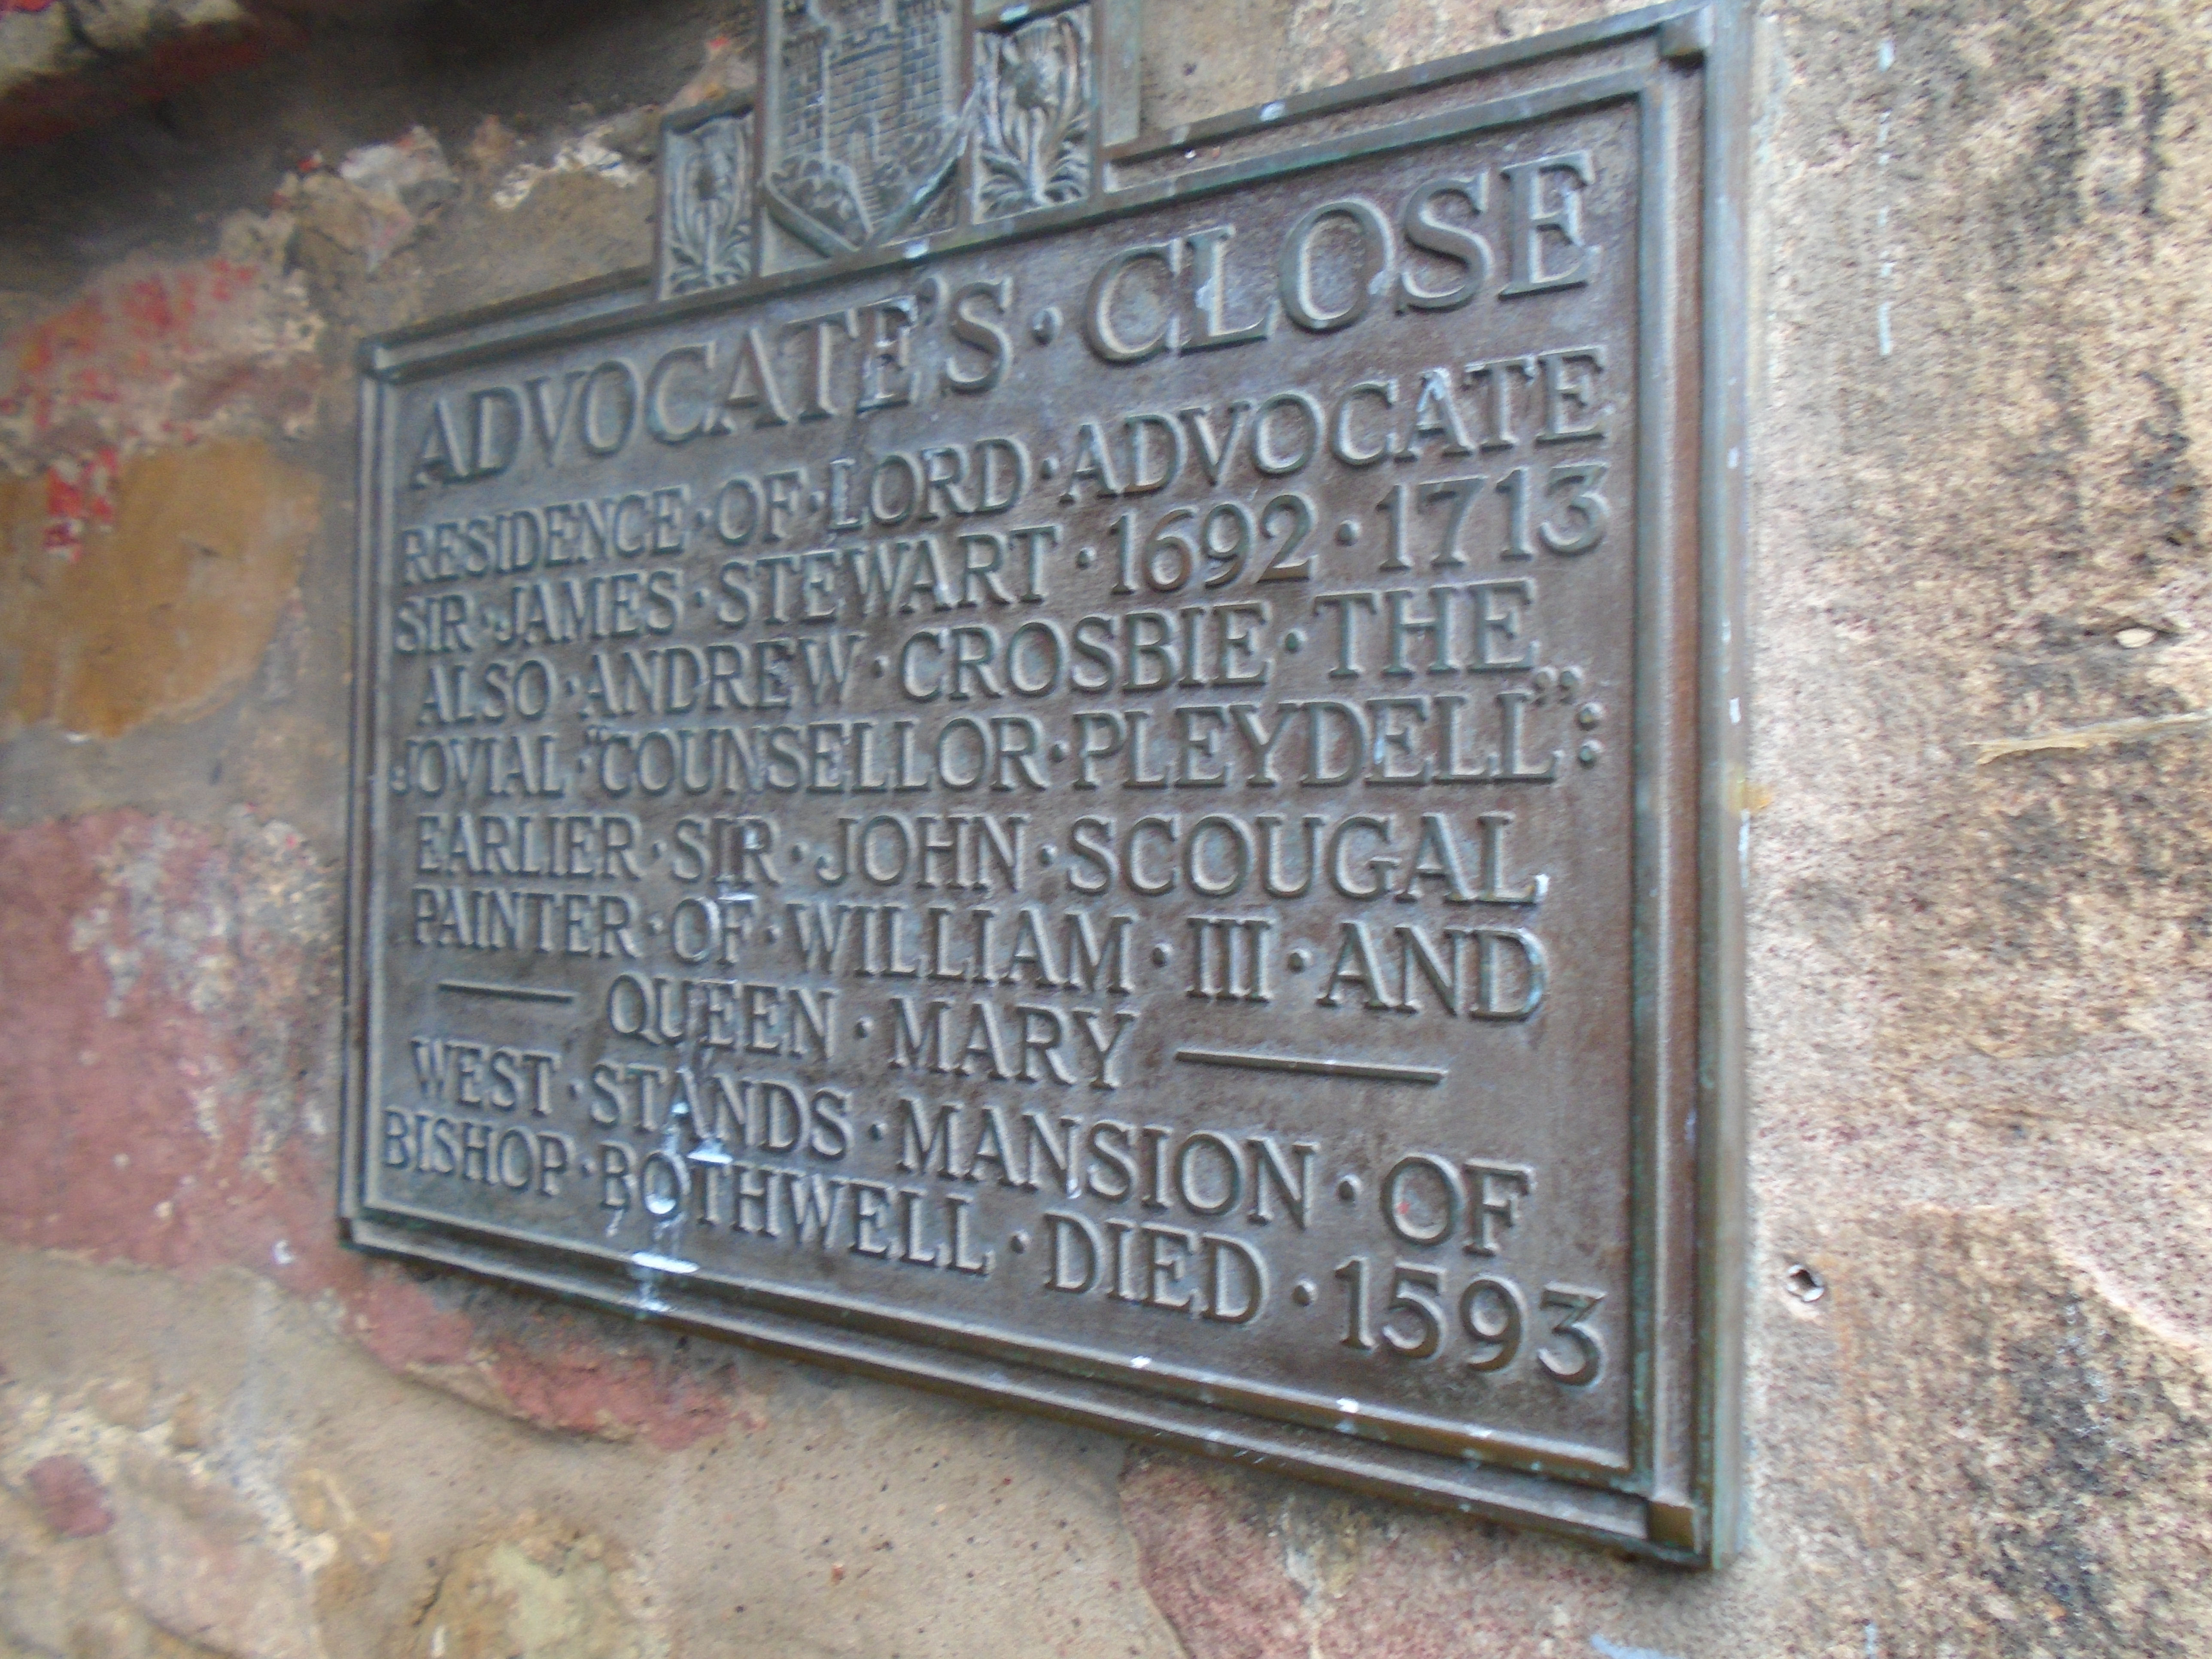 ADVOCATE'S · CLOSE
RESIDENCE · OF · LORD · ADVOCATE
SIR · JAMES · STEWART · 1692 · 1713
ALSO · ANDREW · CROSBIE · THE
JOVIAL · "COUNSELLOR · PLEYDELL":
EARLIER · SIR · JOHN · SCOUGAL
PAINTER · OF · WILLIAM · III · AND
— QUEEN · MARY —
WEST · STANDS · MANSION · OF
BISHOP · BOTHWELL · DIED · 1593